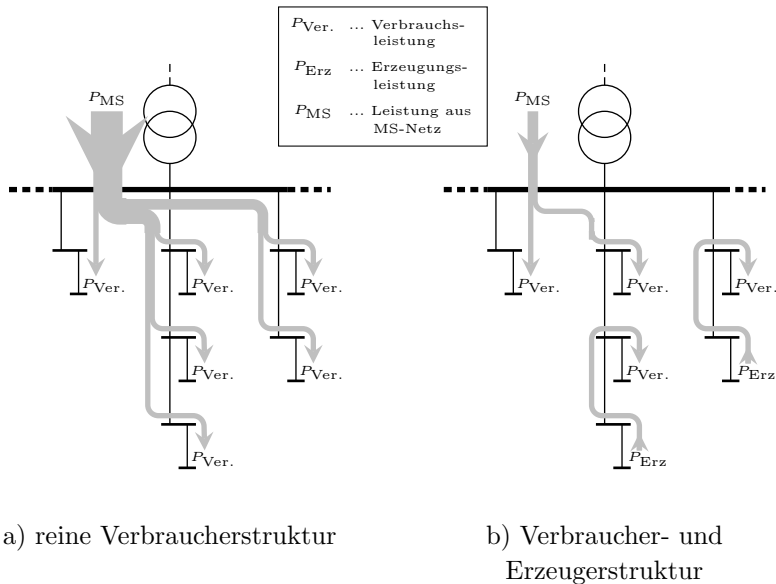 P_Ver. ... Verbrauchs-
leistung
P_Erz ... Erzeugungs-
leistung
P_MS ... Leistung aus
MS-Netz
P_MS
P_MS
P_Ver.
P_Ver.
P_Ver.
P_Ver.
P_Ver.
P_Ver.
P_Ver.
P_Ver.
P_Ver.
P_Ver.
P_Erz
P_Erz
a) reine Verbraucherstruktur
b) Verbraucher- und
Erzeugerstruktur